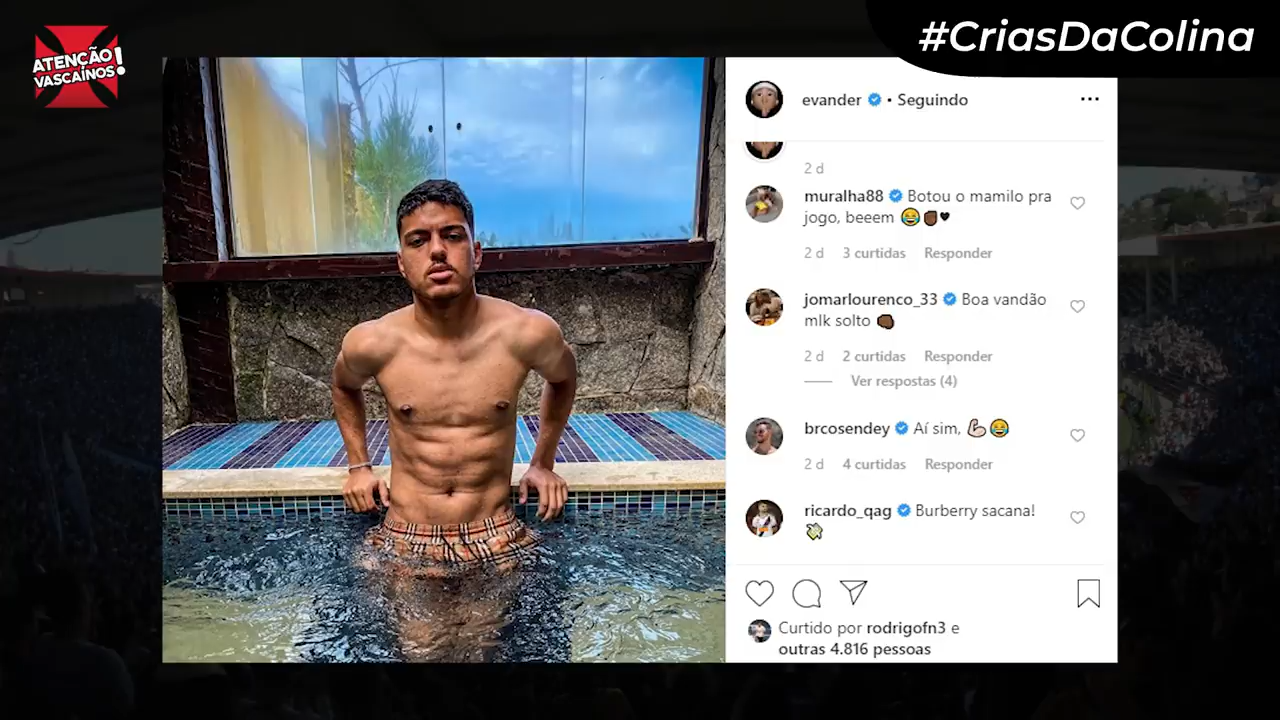 ATENÇÃO
VASCAÍNOS!
#CriasDaColina
evander • Seguindo
2 d
muralha88 Botou o mamilo pra
jogo, beeem 😂✊🏿🖤
2 d 3 curtidas Responder
jomarlourenco_33 Boa vandão
mlk solto ✊🏿
2 d 2 curtidas Responder
Ver respostas (4)
brcosendey Aí sim, 💪🏻😂
2 d 4 curtidas Responder
ricardo_qag Burberry sacana!
💸
Curtido por rodrigofn3 e
outras 4.816 pessoas